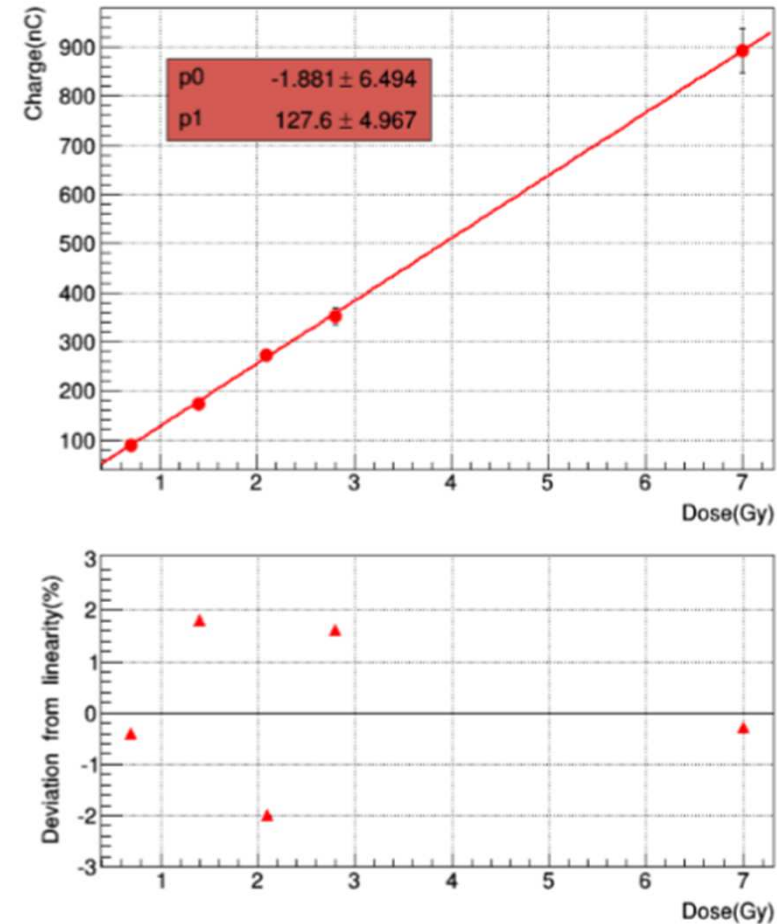 Charge(nC)
900
800
700
600
500
400
300
200
100
p0 -1.881 ± 6.494
p1 127.6 ± 4.967
1 2 3 4 5 6 7
Dose(Gy)
Deviation from linearity(%)
3
2
1
0
-1
-2
-3
1 2 3 4 5 6 7
Dose(Gy)